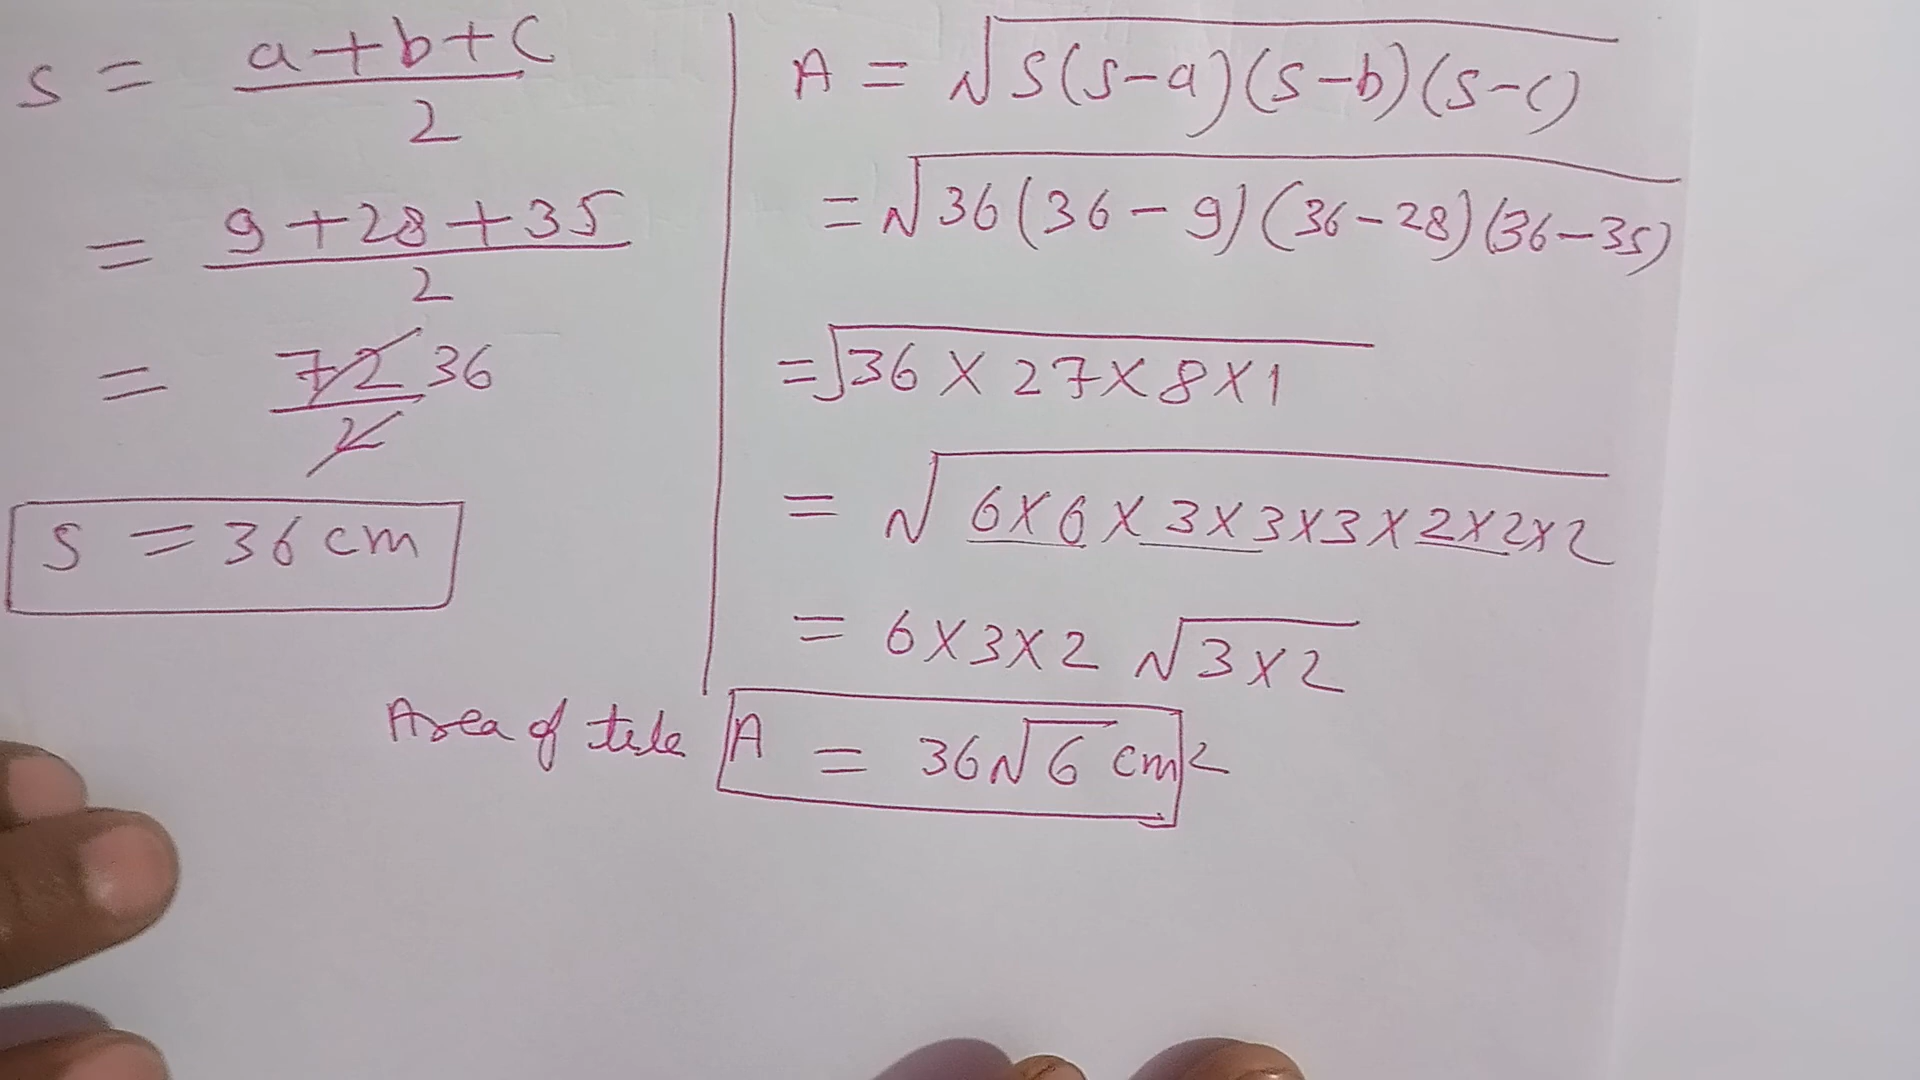 s = a+b+c / 2
= 9+28+35 / 2
= 72 / 2 36
s = 36 cm
A = √s(s-a)(s-b)(s-c)
= √36(36-9)(36-28)(36-35)
= √36×27×8×1
= √6×6×3×3×3×2×2×2
= 6×3×2 √3×2
Area of tile A = 36√6 cm²